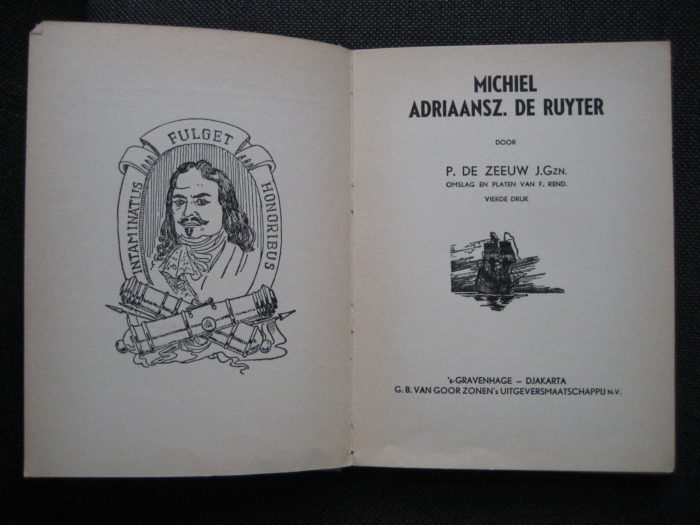 INTAMINATUS
FULGET
HONORIBUS
MICHIEL
ADRIAANSZ. DE RUYTER
DOOR
P. DE ZEEUW J.GZN.
OMSLAG EN PLATEN VAN F. REND.
VIERDE DRUK
's-GRAVENHAGE – DJAKARTA
G. B. VAN GOOR ZONEN's UITGEVERSMAATSCHAPPIJ N.V.